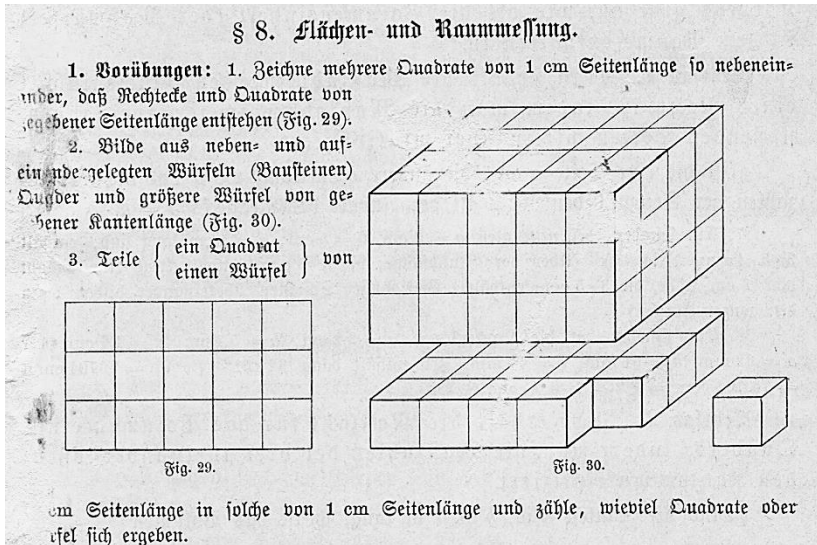 § 8. Flächen- und Raummessung.
1. Vorübungen: 1. Zeichne mehrere Quadrate von 1 cm Seitenlänge so nebenein-
ander, daß Rechtecke und Quadrate von
gegebener Seitenlänge entstehen (Fig. 29).
2. Bilde aus neben- und auf-
einandergelegten Würfeln (Bausteinen)
Quader und größere Würfel von ge-
gebener Kantenlänge (Fig. 30).
3. Teile { ein Quadrat
einen Würfel } von
Fig. 29.
Fig. 30.
cm Seitenlänge in solche von 1 cm Seitenlänge und zähle, wieviel Quadrate oder
Würfel sich ergeben.